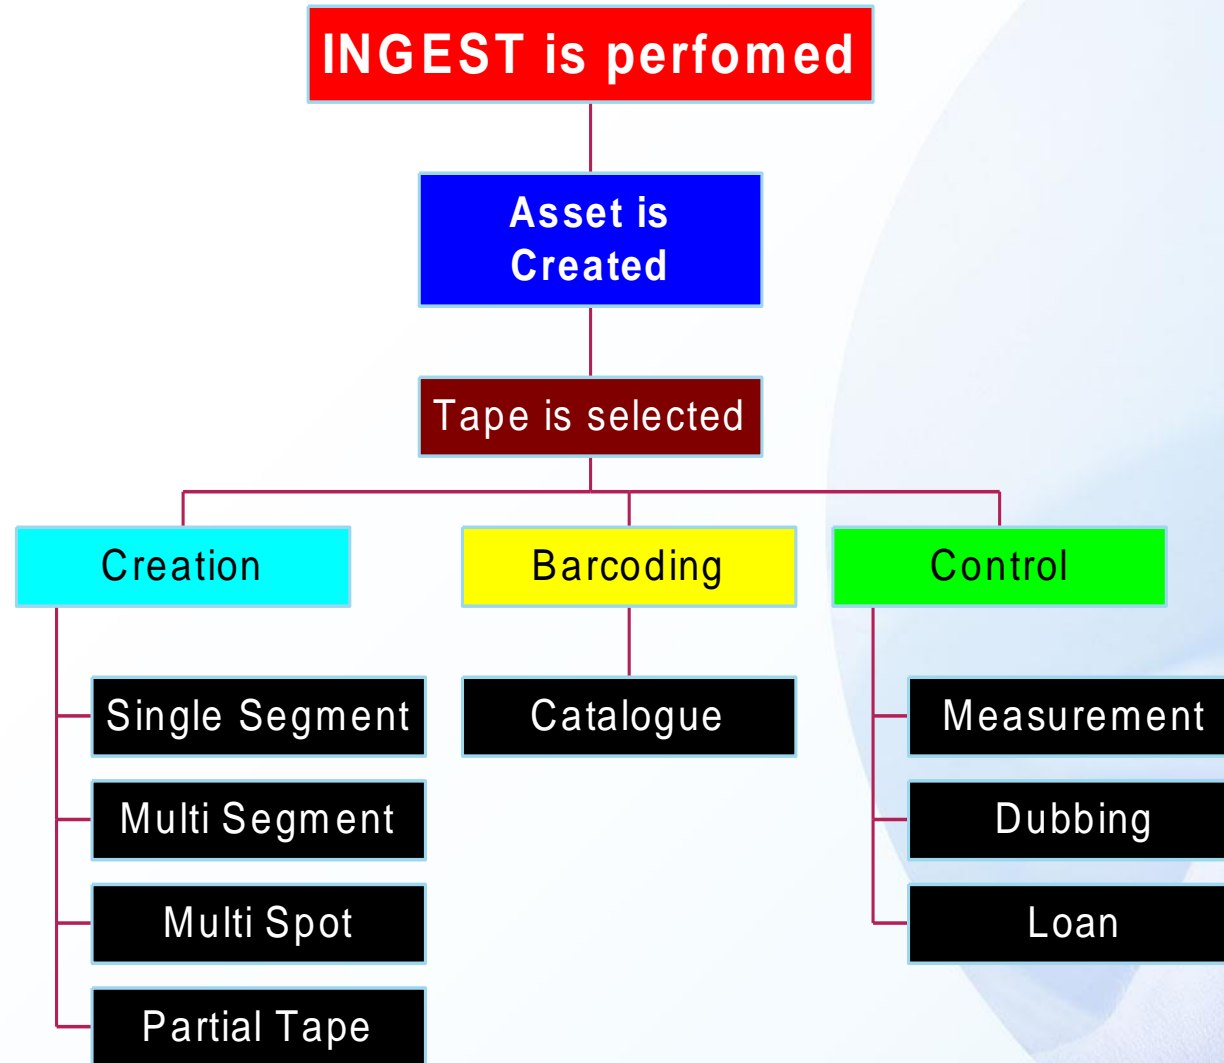 INGEST is perfomed
Asset is
Created
Tape is selected
Creation
Barcoding
Control
Single Segment
Catalogue
Measurement
Multi Segment
Dubbing
Multi Spot
Loan
Partial Tape